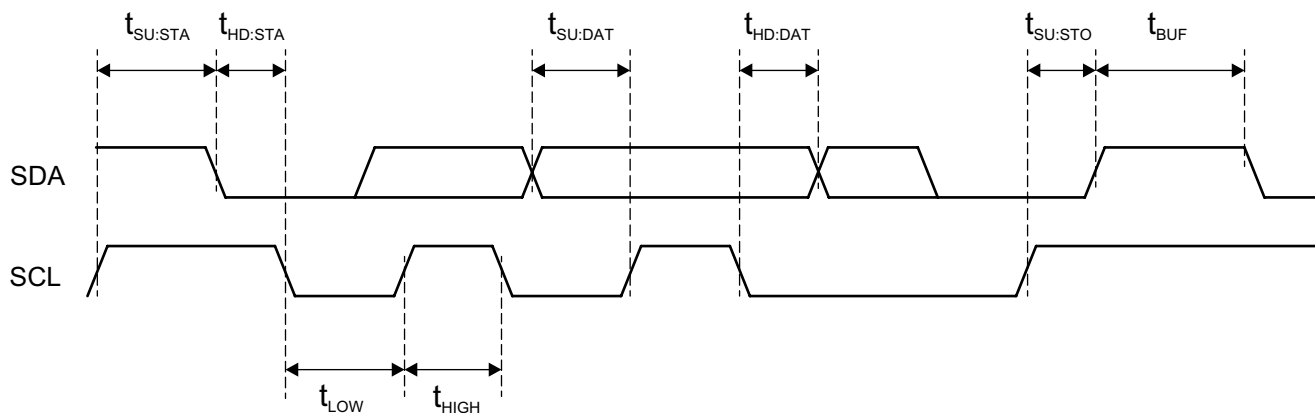 tSU:STA tHD:STA tSU:DAT tHD:DAT tSU:STO tBUF
SDA
SCL
tLOW tHIGH